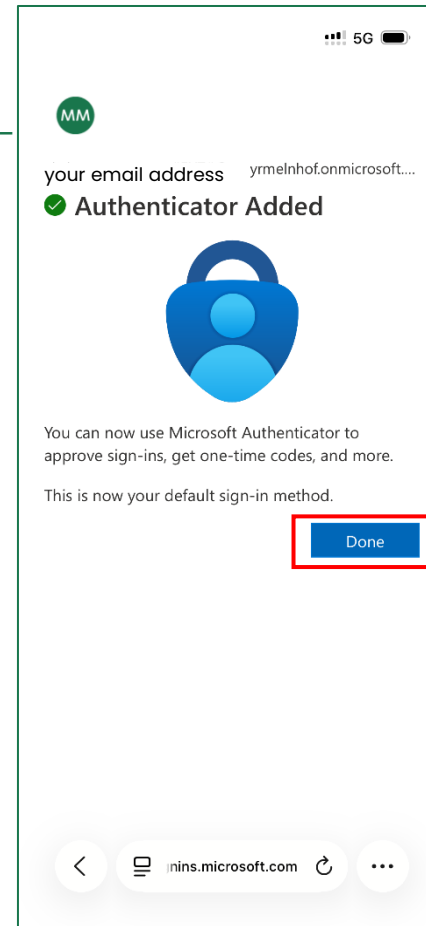 5G
MM
your email address yrmelnhof.onmicrosoft....
Authenticator Added
You can now use Microsoft Authenticator to
approve sign-ins, get one-time codes, and more.
This is now your default sign-in method.
Done
nins.microsoft.com